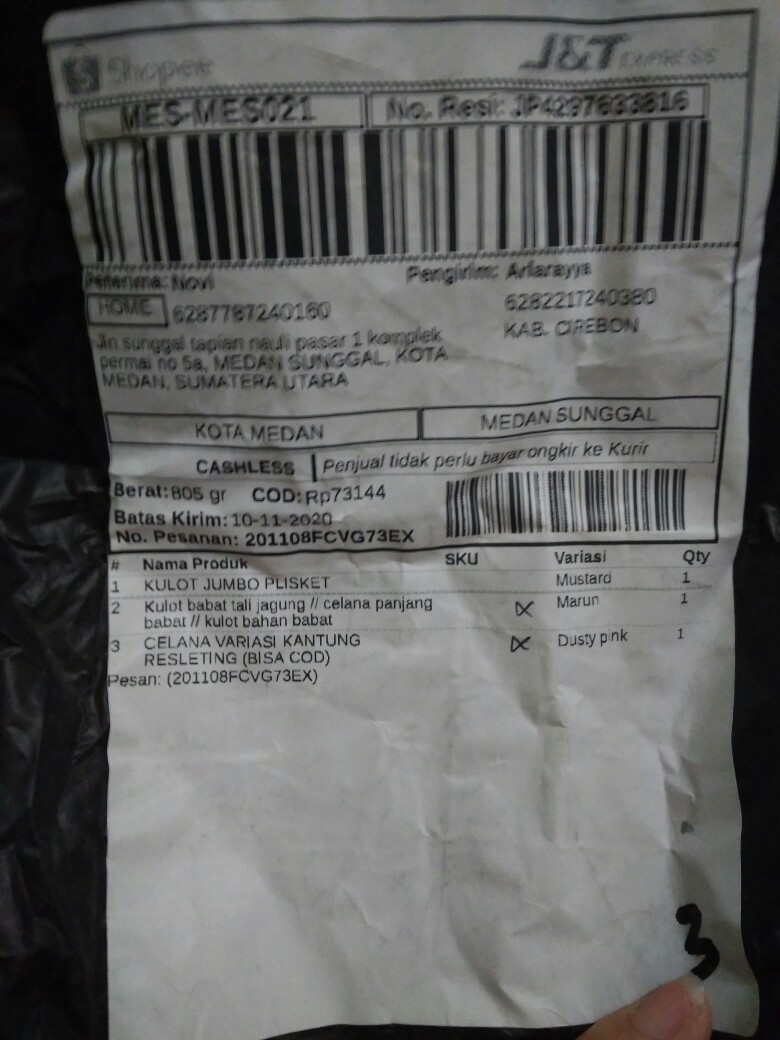 Shopee
J&T EXPRESS
MES-MES021
No. Resi: JP4297633816
Penerima: Novi
Pengirim: Arlarayya
HOME 6287787240160
6282217240380
KAB. CIREBON
Jln sunggal tapian nauli pasar 1 komplek
permai no 5a, MEDAN SUNGGAL, KOTA
MEDAN, SUMATERA UTARA
KOTA MEDAN
MEDAN SUNGGAL
CASHLESS Penjual tidak perlu bayar ongkir ke Kurir
Berat: 805 gr COD: Rp73144
Batas Kirim: 10-11-2020
No. Pesanan: 201108FCVG73EX
# Nama Produk SKU Variasi Qty
1 KULOT JUMBO PLISKET Mustard 1
2 Kulot babat tali jagung // celana panjang Marun 1
babat // kulot bahan babat
3 CELANA VARIASI KANTUNG Dusty pink 1
RESLETING (BISA COD)
Pesan: (201108FCVG73EX)
3